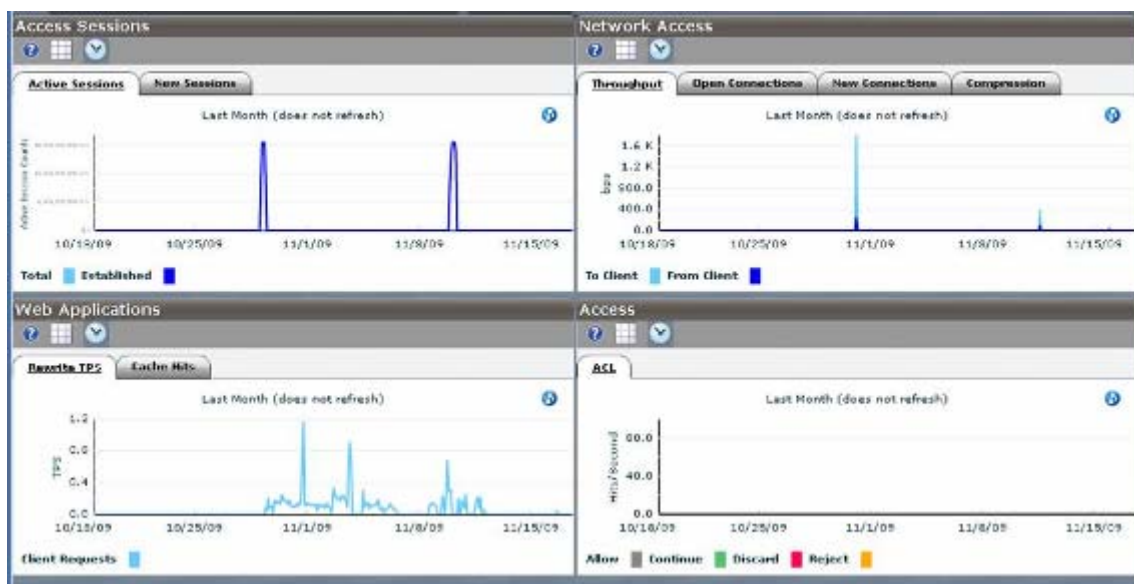 Access Sessions
Active Sessions New Sessions
Last Month (does not refresh)
Active Session Counts
10/18/09 10/25/09 11/1/09 11/8/09 11/15/09
Total Established
Network Access
Throughput Open Connections New Connections Compression
Last Month (does not refresh)
bps
1.6 K
1.2 K
800.0
400.0
0.0
10/18/09 10/25/09 11/1/09 11/8/09 11/15/09
To Client From Client
Web Applications
Rewrite TPS Cache Hits
Last Month (does not refresh)
TPS
1.2
0.8
0.4
0.0
10/18/09 10/25/09 11/1/09 11/8/09 11/15/09
Client Requests
Access
ACL
Last Month (does not refresh)
Hits/Second
40.0
0.0
10/18/09 10/25/09 11/1/09 11/8/09 11/15/09
Allow Continue Discard Reject